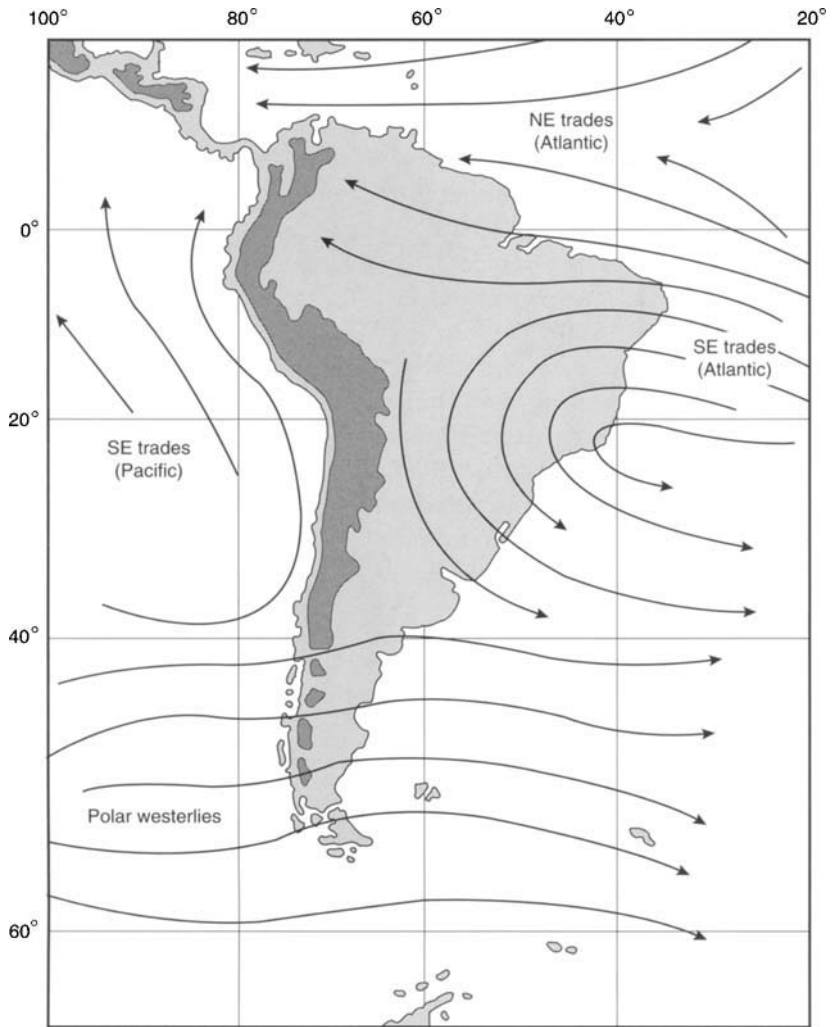 100°
80°
60°
40°
20°
NE trades
(Atlantic)
0°
SE trades
(Atlantic)
20°
SE trades
(Pacific)
40°
Polar westerlies
60°